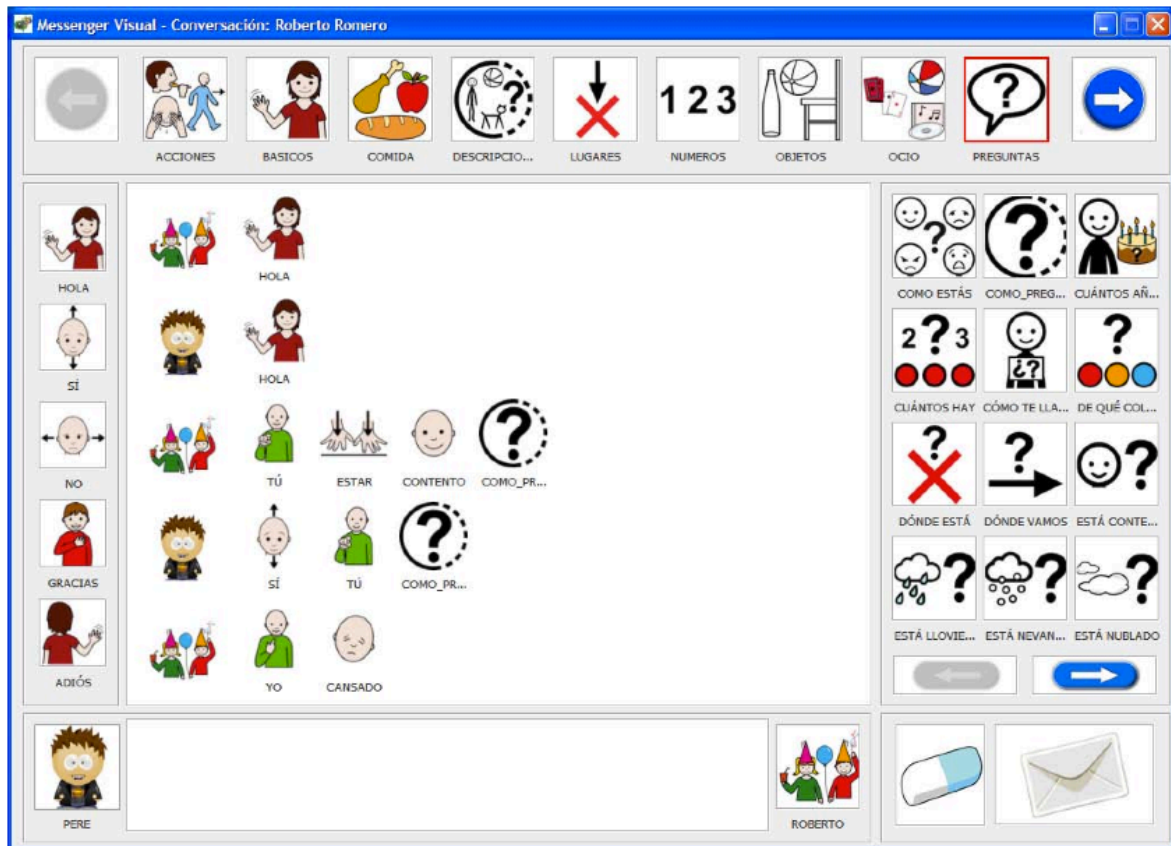 Messenger Visual - Conversación: Roberto Romero
1 2 3
?
ACCIONES BASICOS COMIDA DESCRIPCIO... LUGARES NUMEROS OBJETOS OCIO PREGUNTAS
HOLA
SÍ
NO
GRACIAS
ADIÓS
HOLA
HOLA
TÚ ESTAR CONTENTO COMO_PR...
SÍ TÚ COMO_PR...
YO CANSADO
COMO ESTÁS COMO_PREG... CUÁNTOS AÑ...
2 ? 3 ¿? ?
CUÁNTOS HAY CÓMO TE LLA... DE QUÉ COL...
DÓNDE ESTÁ DÓNDE VAMOS ESTÁ CONTE...
ESTÁ LLOVIE... ESTÁ NEVAN... ESTÁ NUBLADO
PERE
ROBERTO